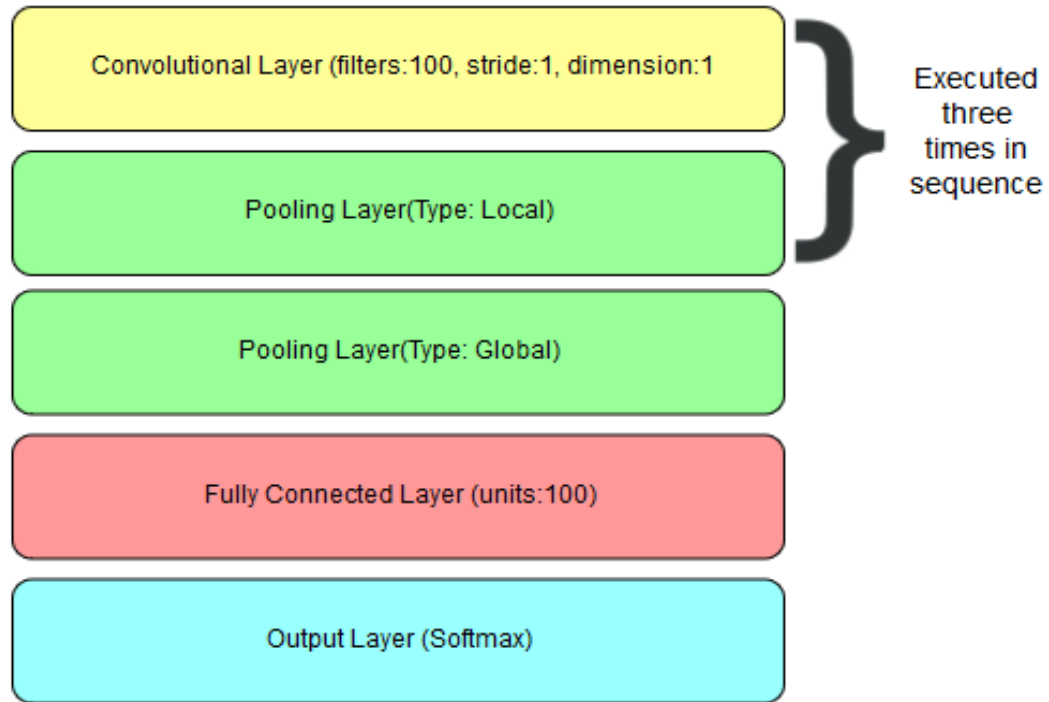 Convolutional Layer (filters:100, stride:1, dimension:1
Executed
three
times in
sequence
Pooling Layer(Type: Local)
Pooling Layer(Type: Global)
Fully Connected Layer (units:100)
Output Layer (Softmax)